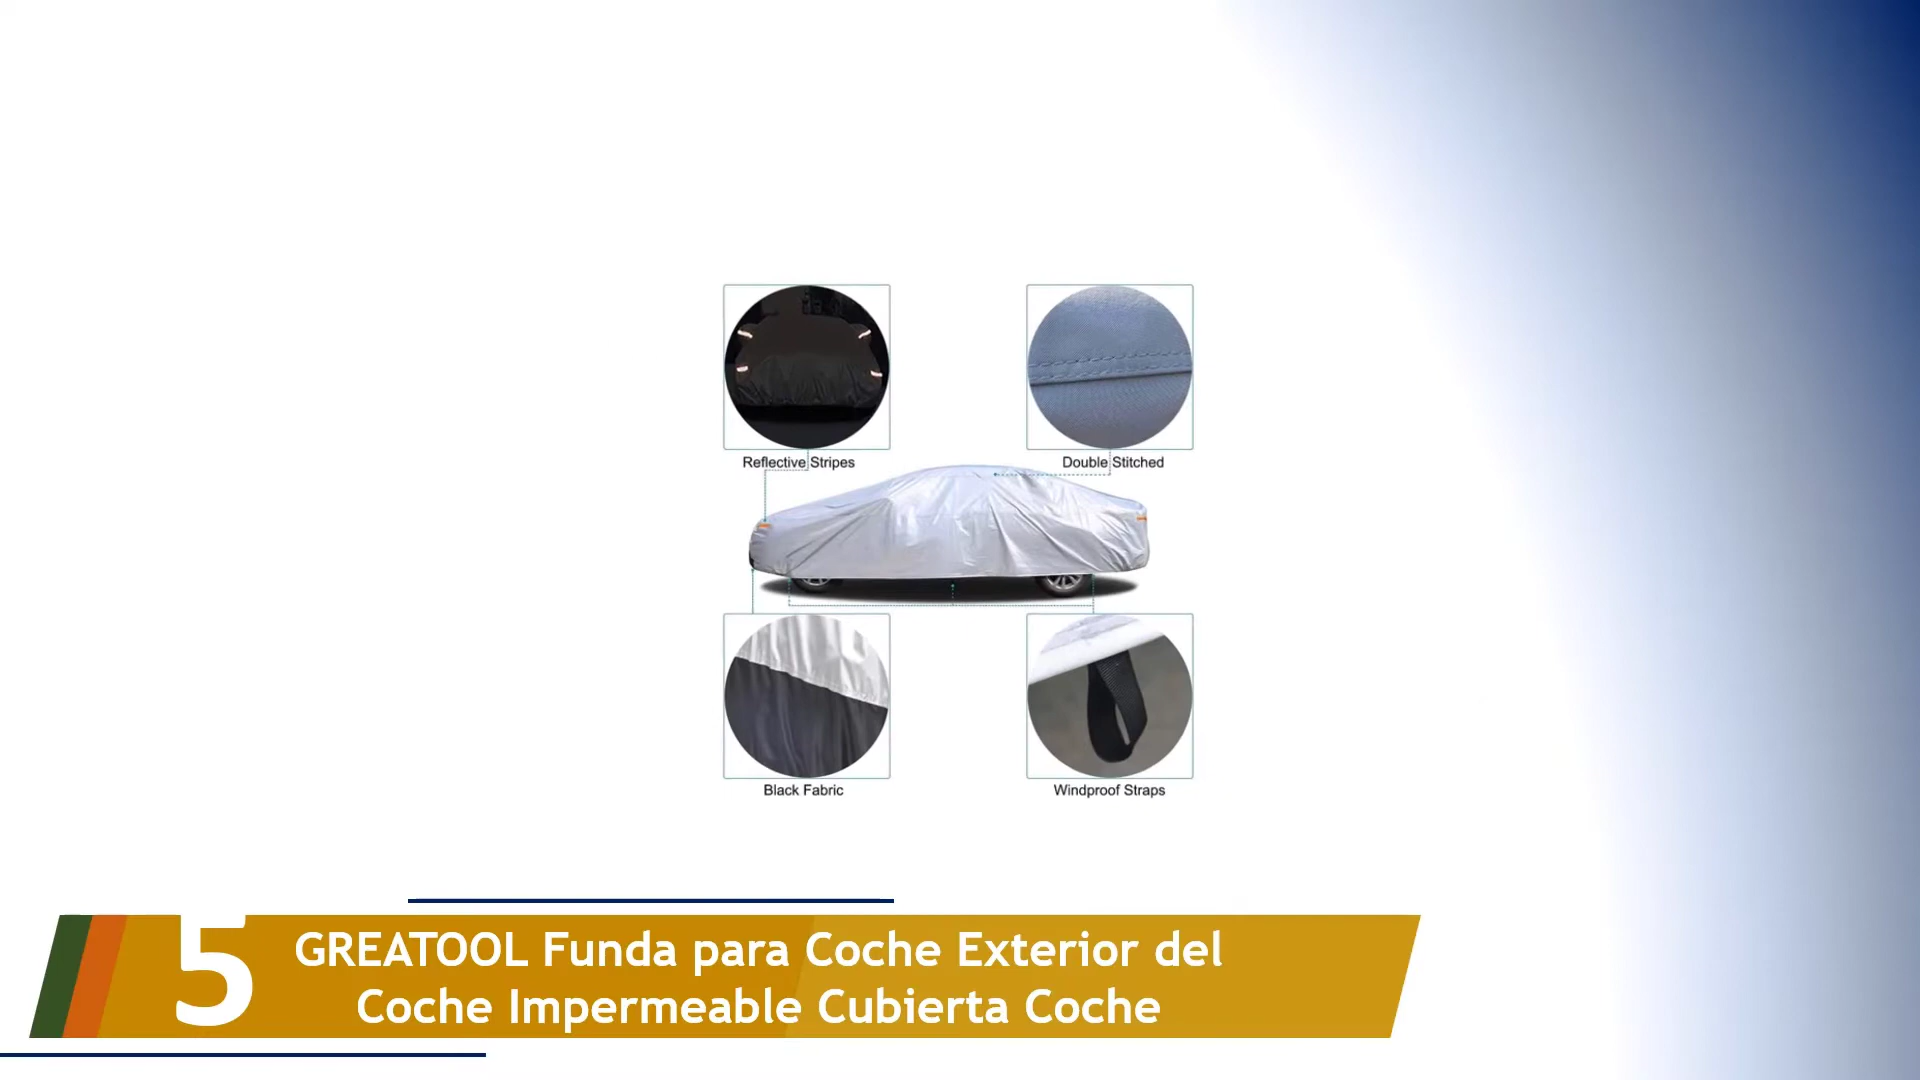 Reflective Stripes
Double Stitched
Black Fabric
Windproof Straps
5
GREATOOL Funda para Coche Exterior del
Coche Impermeable Cubierta Coche